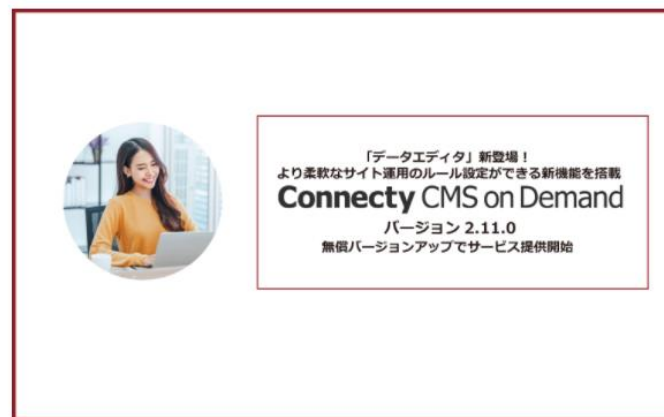 「データエディタ」新登場！
より柔軟なサイト運用のルール設定ができる新機能を搭載
Connecty CMS on Demand
バージョン 2.11.0
無償バージョンアップでサービス提供開始